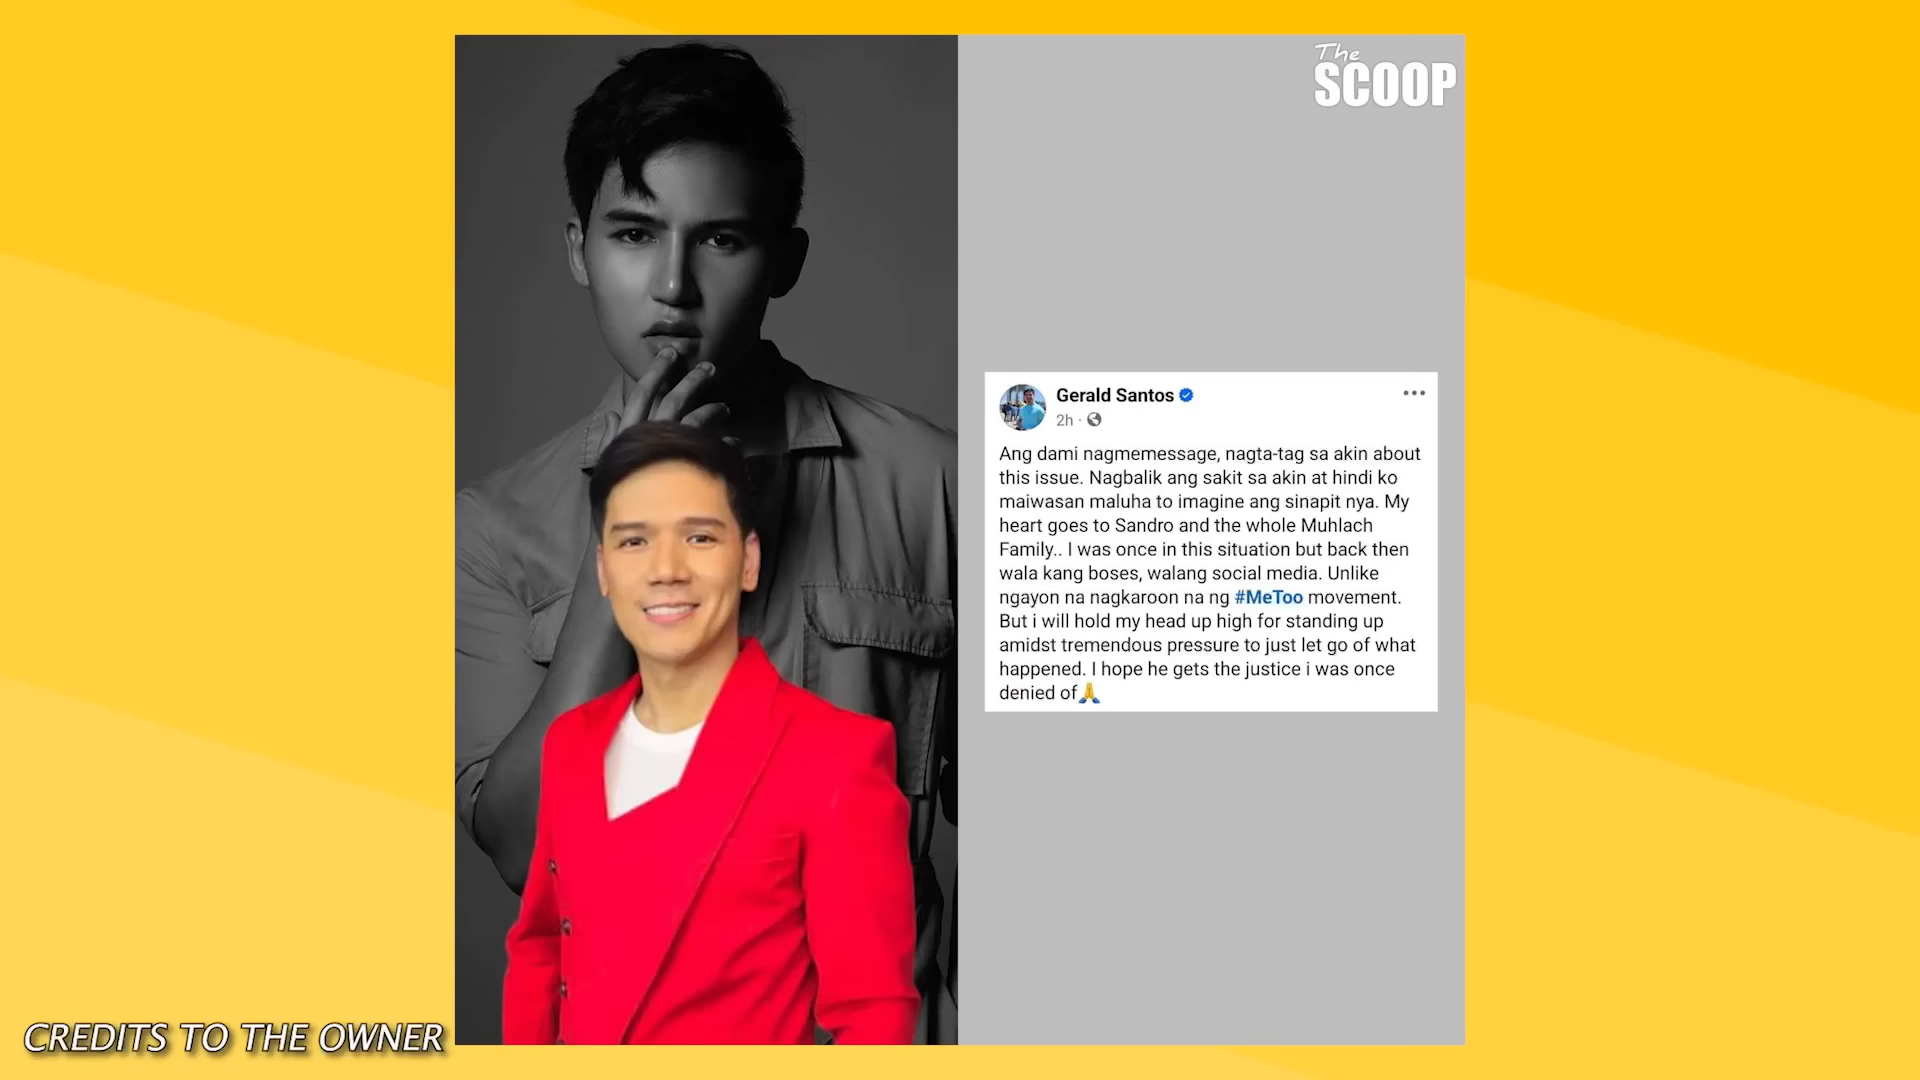 The
SCOOP
Gerald Santos
2h ·
Ang dami nagmemessage, nagta-tag sa akin about
this issue. Nagbalik ang sakit sa akin at hindi ko
maiwasan maluha to imagine ang sinapit nya. My
heart goes to Sandro and the whole Muhlach
Family.. I was once in this situation but back then
wala kang boses, walang social media. Unlike
ngayon na nagkaroon na ng #MeToo movement.
But i will hold my head up high for standing up
amidst tremendous pressure to just let go of what
happened. I hope he gets the justice i was once
denied of🙏
CREDITS TO THE OWNER